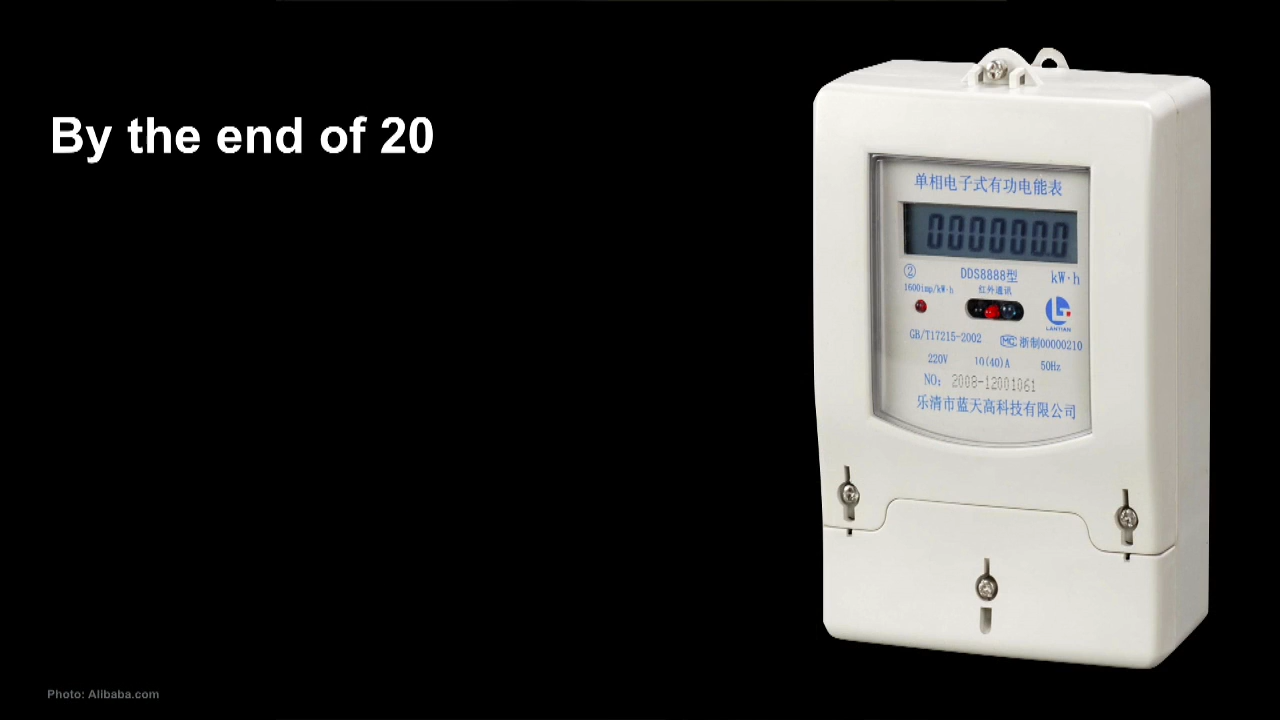 By the end of 20
单相电子式有功电能表
0000000.0
② DDS8888型 kW·h
1600imp/kW·h 红外通讯
LANTIAN
GB/T17215-2002 MC 浙制00000210
220V 10(40)A 50Hz
NO: 2008-12001061
乐清市蓝天高科技有限公司
Photo: Alibaba.com